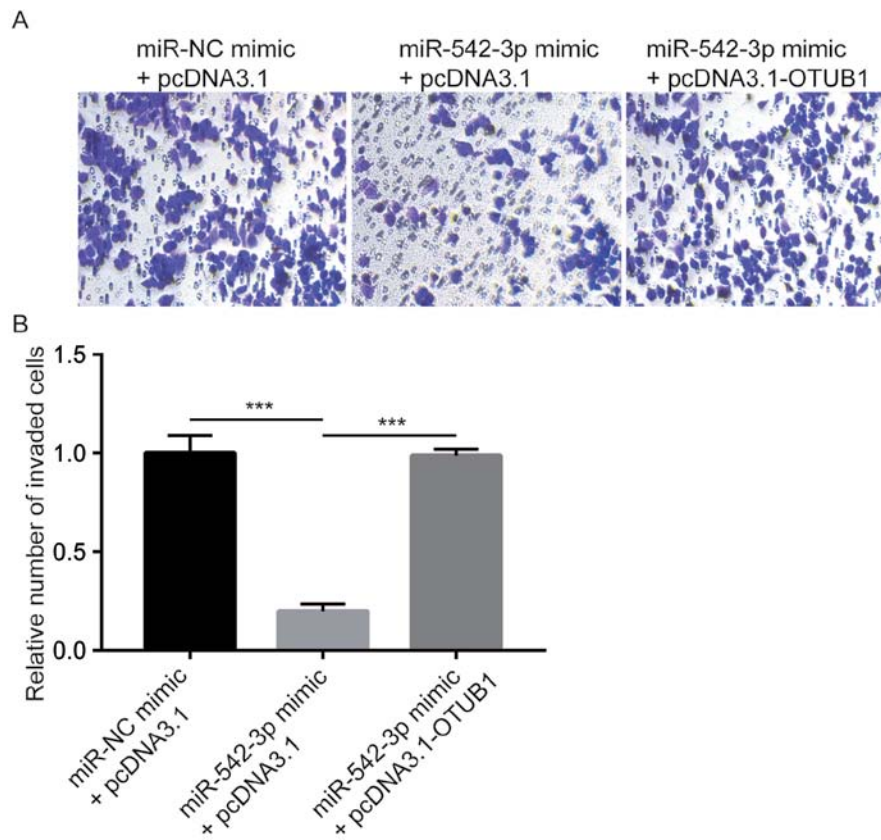 A
miR-NC mimic
+ pcDNA3.1
miR-542-3p mimic
+ pcDNA3.1
miR-542-3p mimic
+ pcDNA3.1-OTUB1
B
Relative number of invaded cells
1.5
1.0
0.5
0.0
***
***
miR-NC mimic
+ pcDNA3.1
miR-542-3p mimic
+ pcDNA3.1
miR-542-3p mimic
+ pcDNA3.1-OTUB1